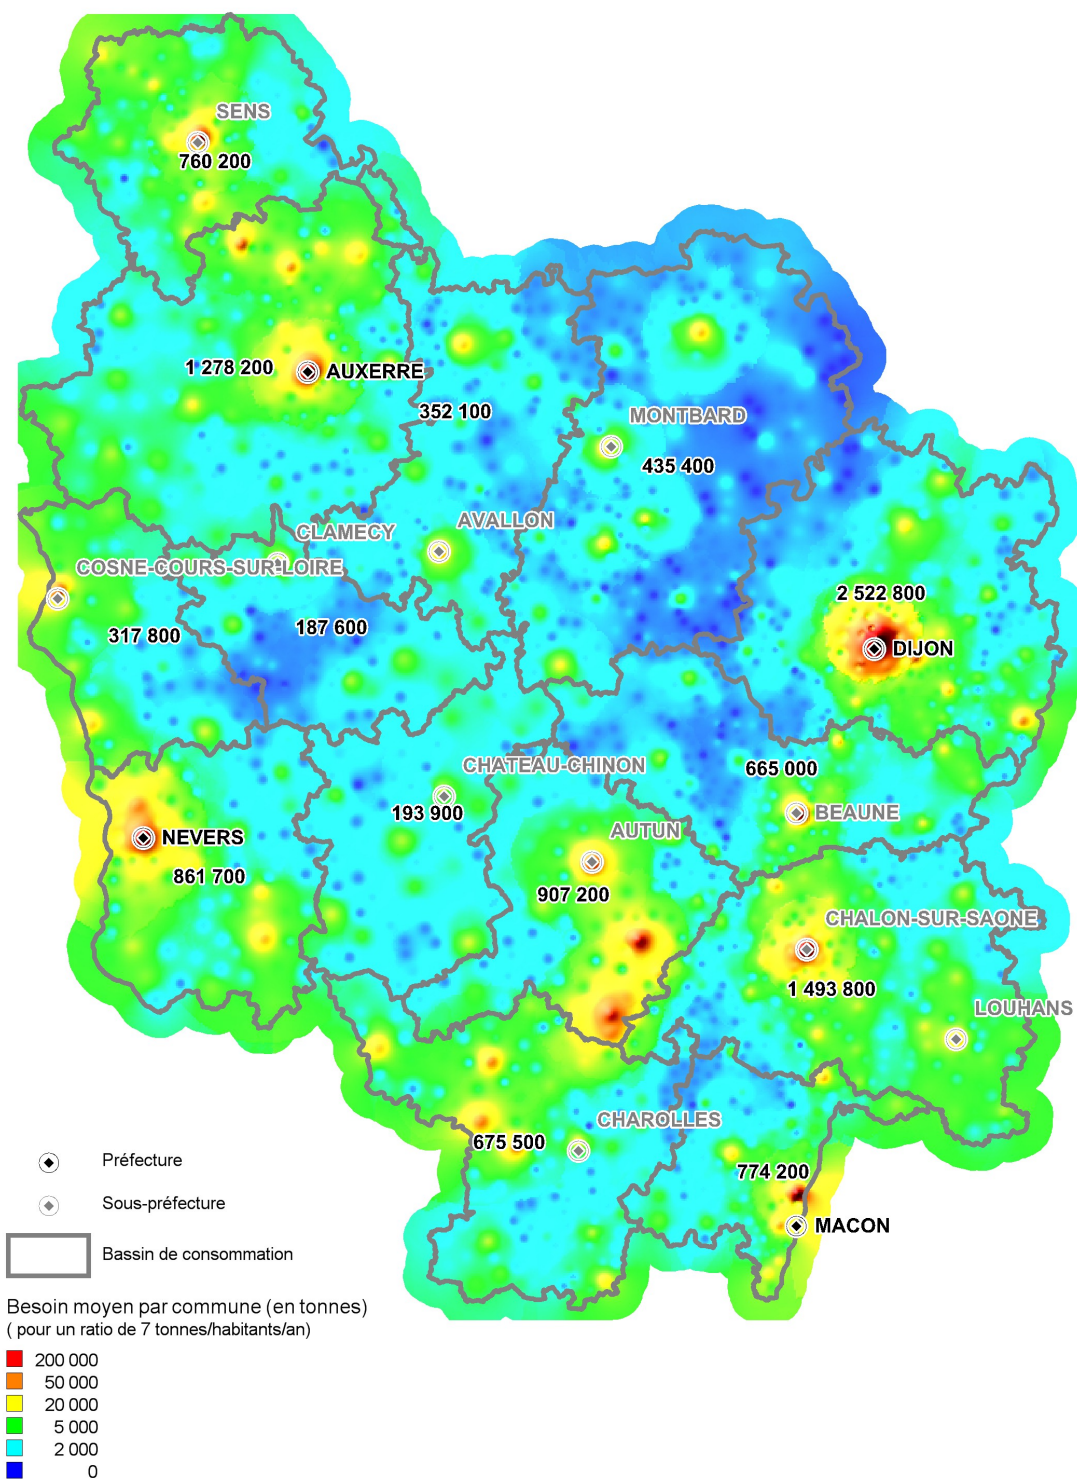 SENS
760 200
1 278 200
AUXERRE
352 100
MONTBARD
435 400
CLAMECY
AVALLON
COSNE-COURS-SUR-LOIRE
2 522 800
317 800
187 600
DIJON
CHATEAU-CHINON
665 000
193 900
BEAUNE
NEVERS
AUTUN
861 700
907 200
CHALON-SUR-SAONE
1 493 800
LOUHANS
CHAROLLES
675 500
774 200
MACON
Préfecture
Sous-préfecture
Bassin de consommation
Besoin moyen par commune (en tonnes)
( pour un ratio de 7 tonnes/habitants/an)
200 000
50 000
20 000
5 000
2 000
0